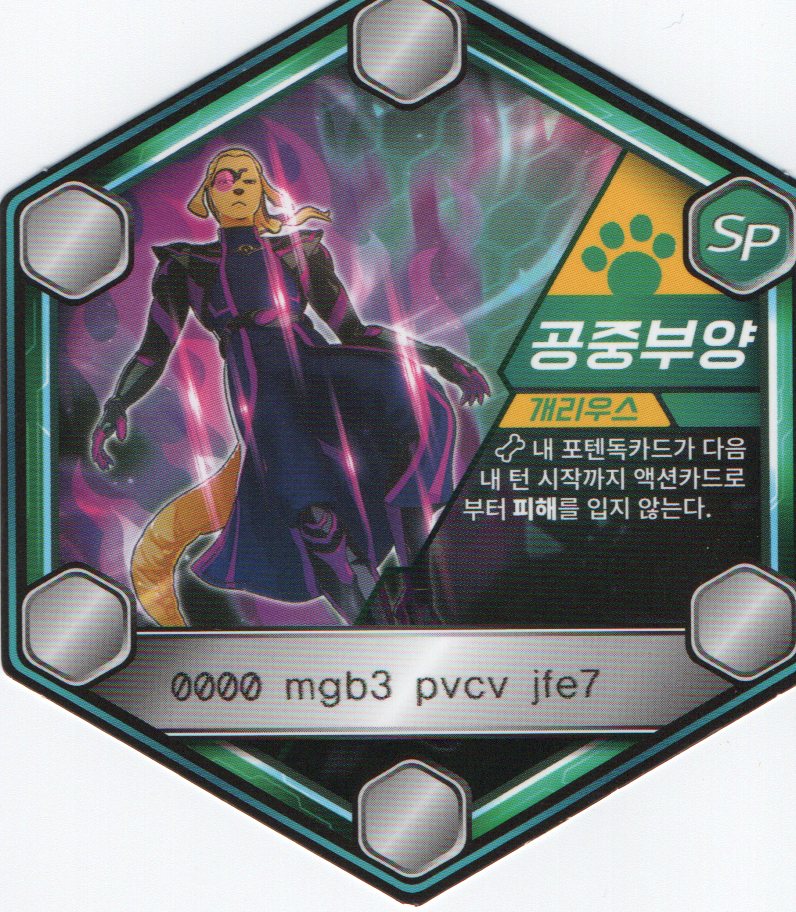 SP
공중부양
개리우스
내 포텐독카드가 다음
내 턴 시작까지 액션카드로
부터 피해를 입지 않는다.
0000 mgb3 pvcv jfe7